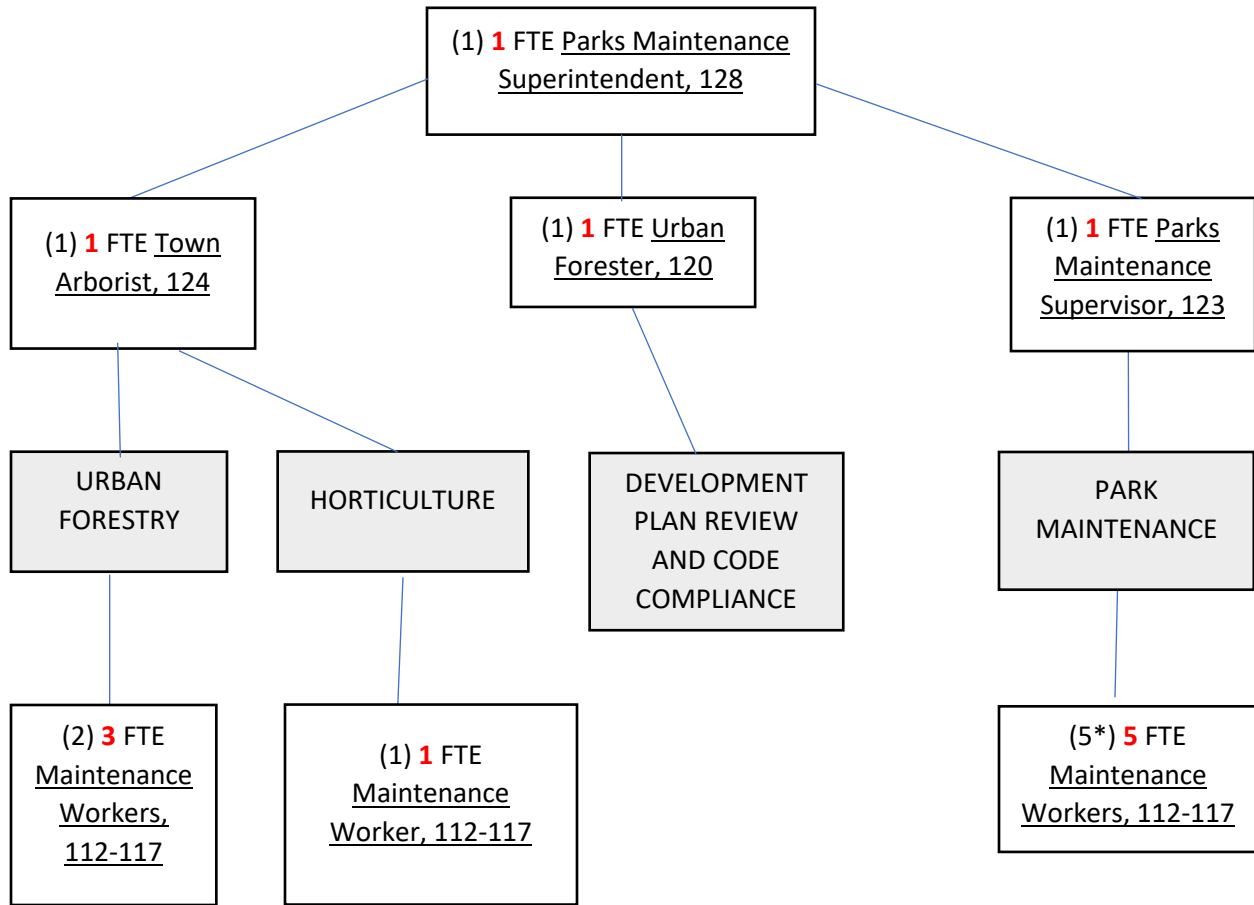 (1) 1 FTE Parks Maintenance
Superintendent, 128
(1) 1 FTE Town
Arborist, 124
(1) 1 FTE Urban
Forester, 120
(1) 1 FTE Parks
Maintenance
Supervisor, 123
URBAN
FORESTRY
HORTICULTURE
DEVELOPMENT
PLAN REVIEW
AND CODE
COMPLIANCE
PARK
MAINTENANCE
(2) 3 FTE
Maintenance
Workers,
112-117
(1) 1 FTE
Maintenance
Worker, 112-117
(5*) 5 FTE
Maintenance
Workers, 112-117